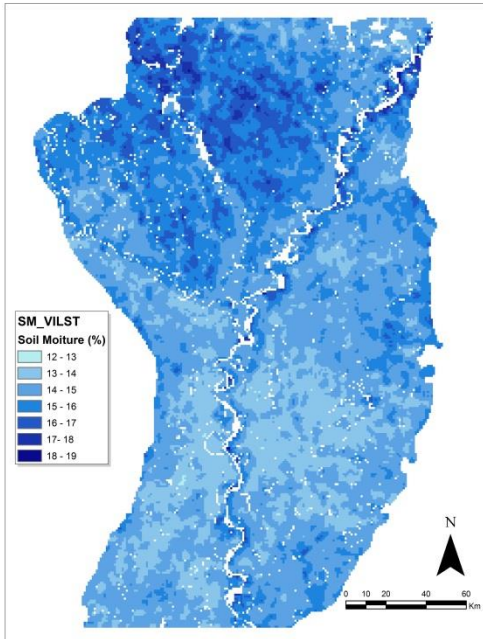 SM_VILST
Soil Moiture (%)
12 - 13
13 - 14
14 - 15
15 - 16
16 - 17
17- 18
18 - 19
N
0 10 20 40 60
Km